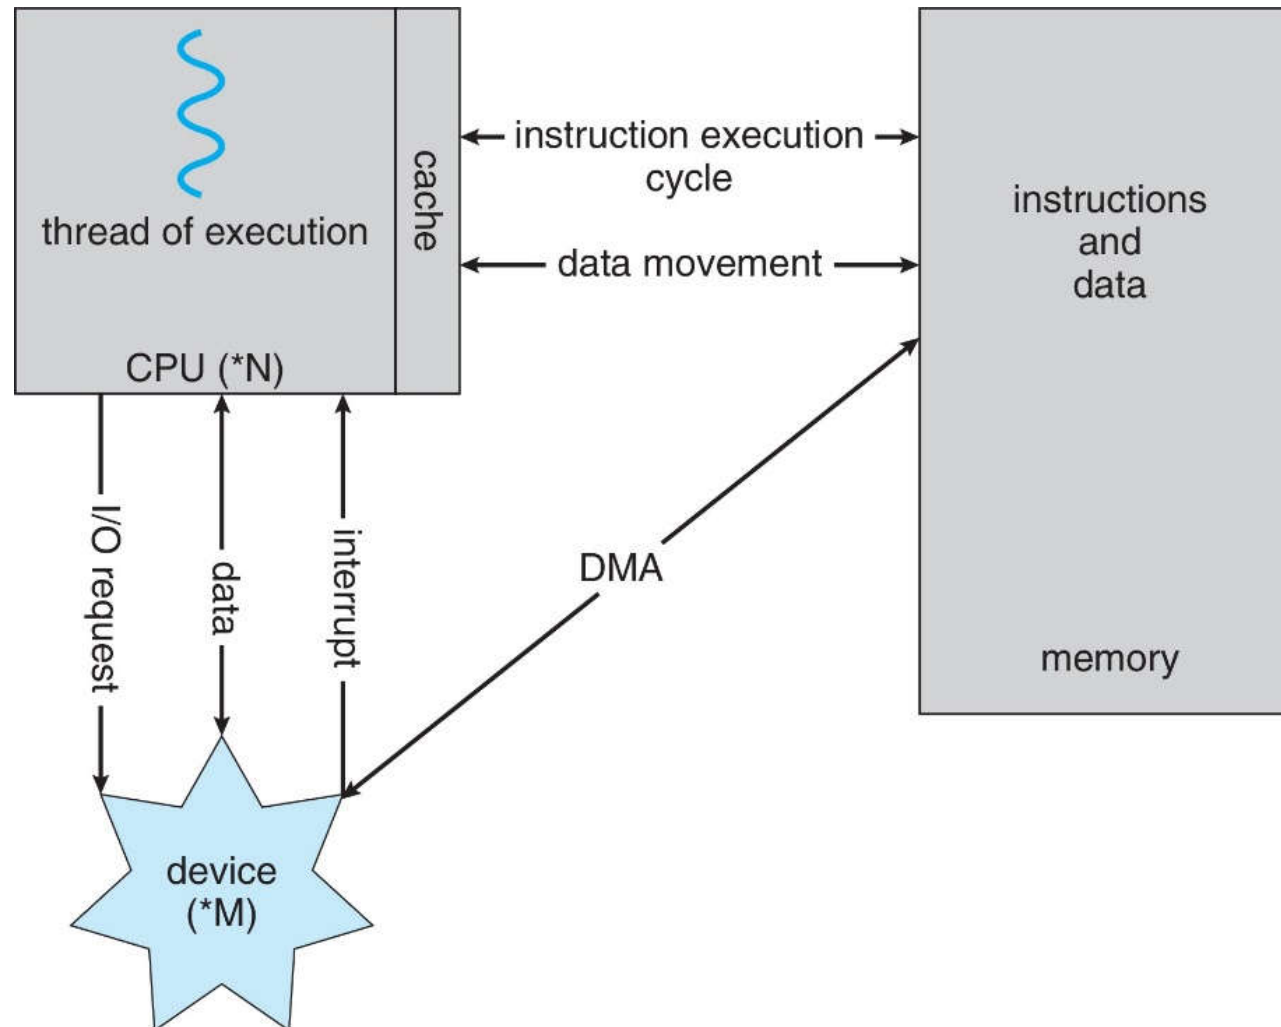 thread of execution
CPU (*N)
cache
instruction execution
cycle
data movement
instructions
and
data
memory
I/O request
data
interrupt
DMA
device
(*M)